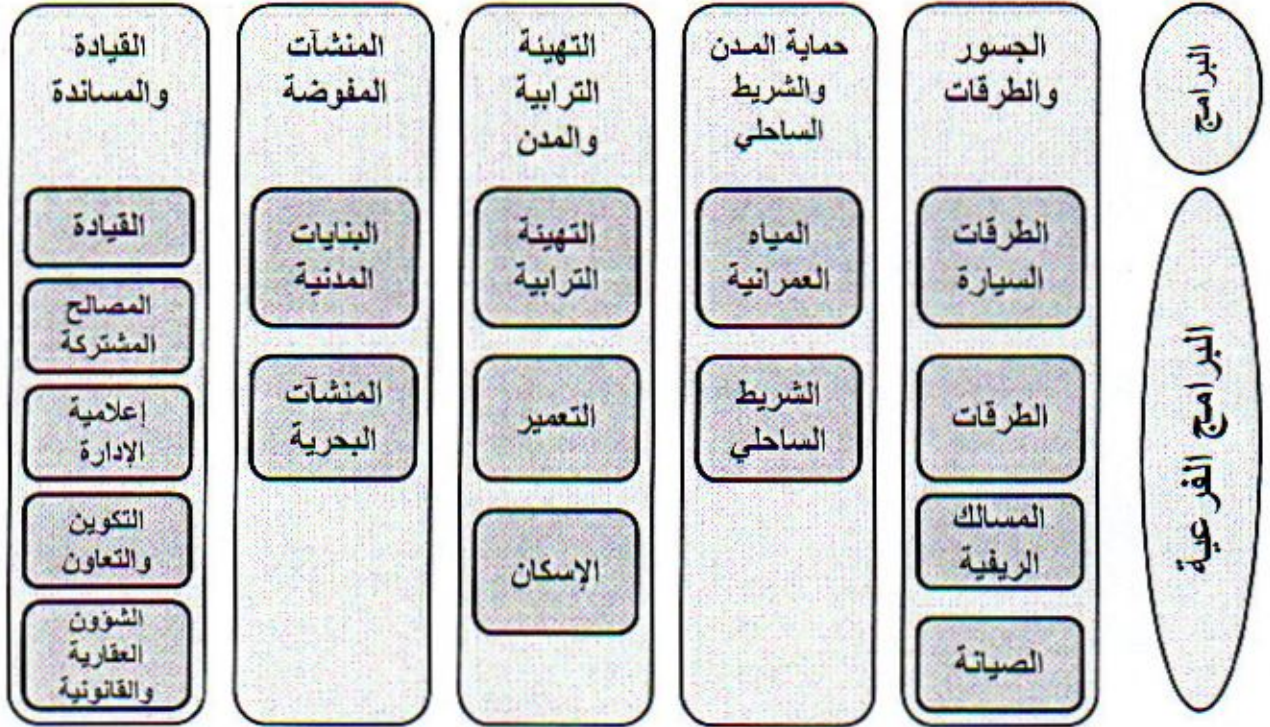 البرامج
الجسور
والطرقات
حماية المدن
والشريط
الساحلي
التهيئة
الترابية
والمدن
المنشآت
المفوضة
القيادة
والمساندة
البرامج الفرعية
الطرقات
السيارة
الطرقات
المسالك
الريفية
الصيانة
المياه
العمرانية
الشريط
الساحلي
التهيئة
الترابية
التعمير
الإسكان
البنايات
المدنية
المنشآت
البحرية
القيادة
المصالح
المشتركة
إعلامية
الإدارة
التكوين
والتعاون
الشؤون
العقارية
والقانونية